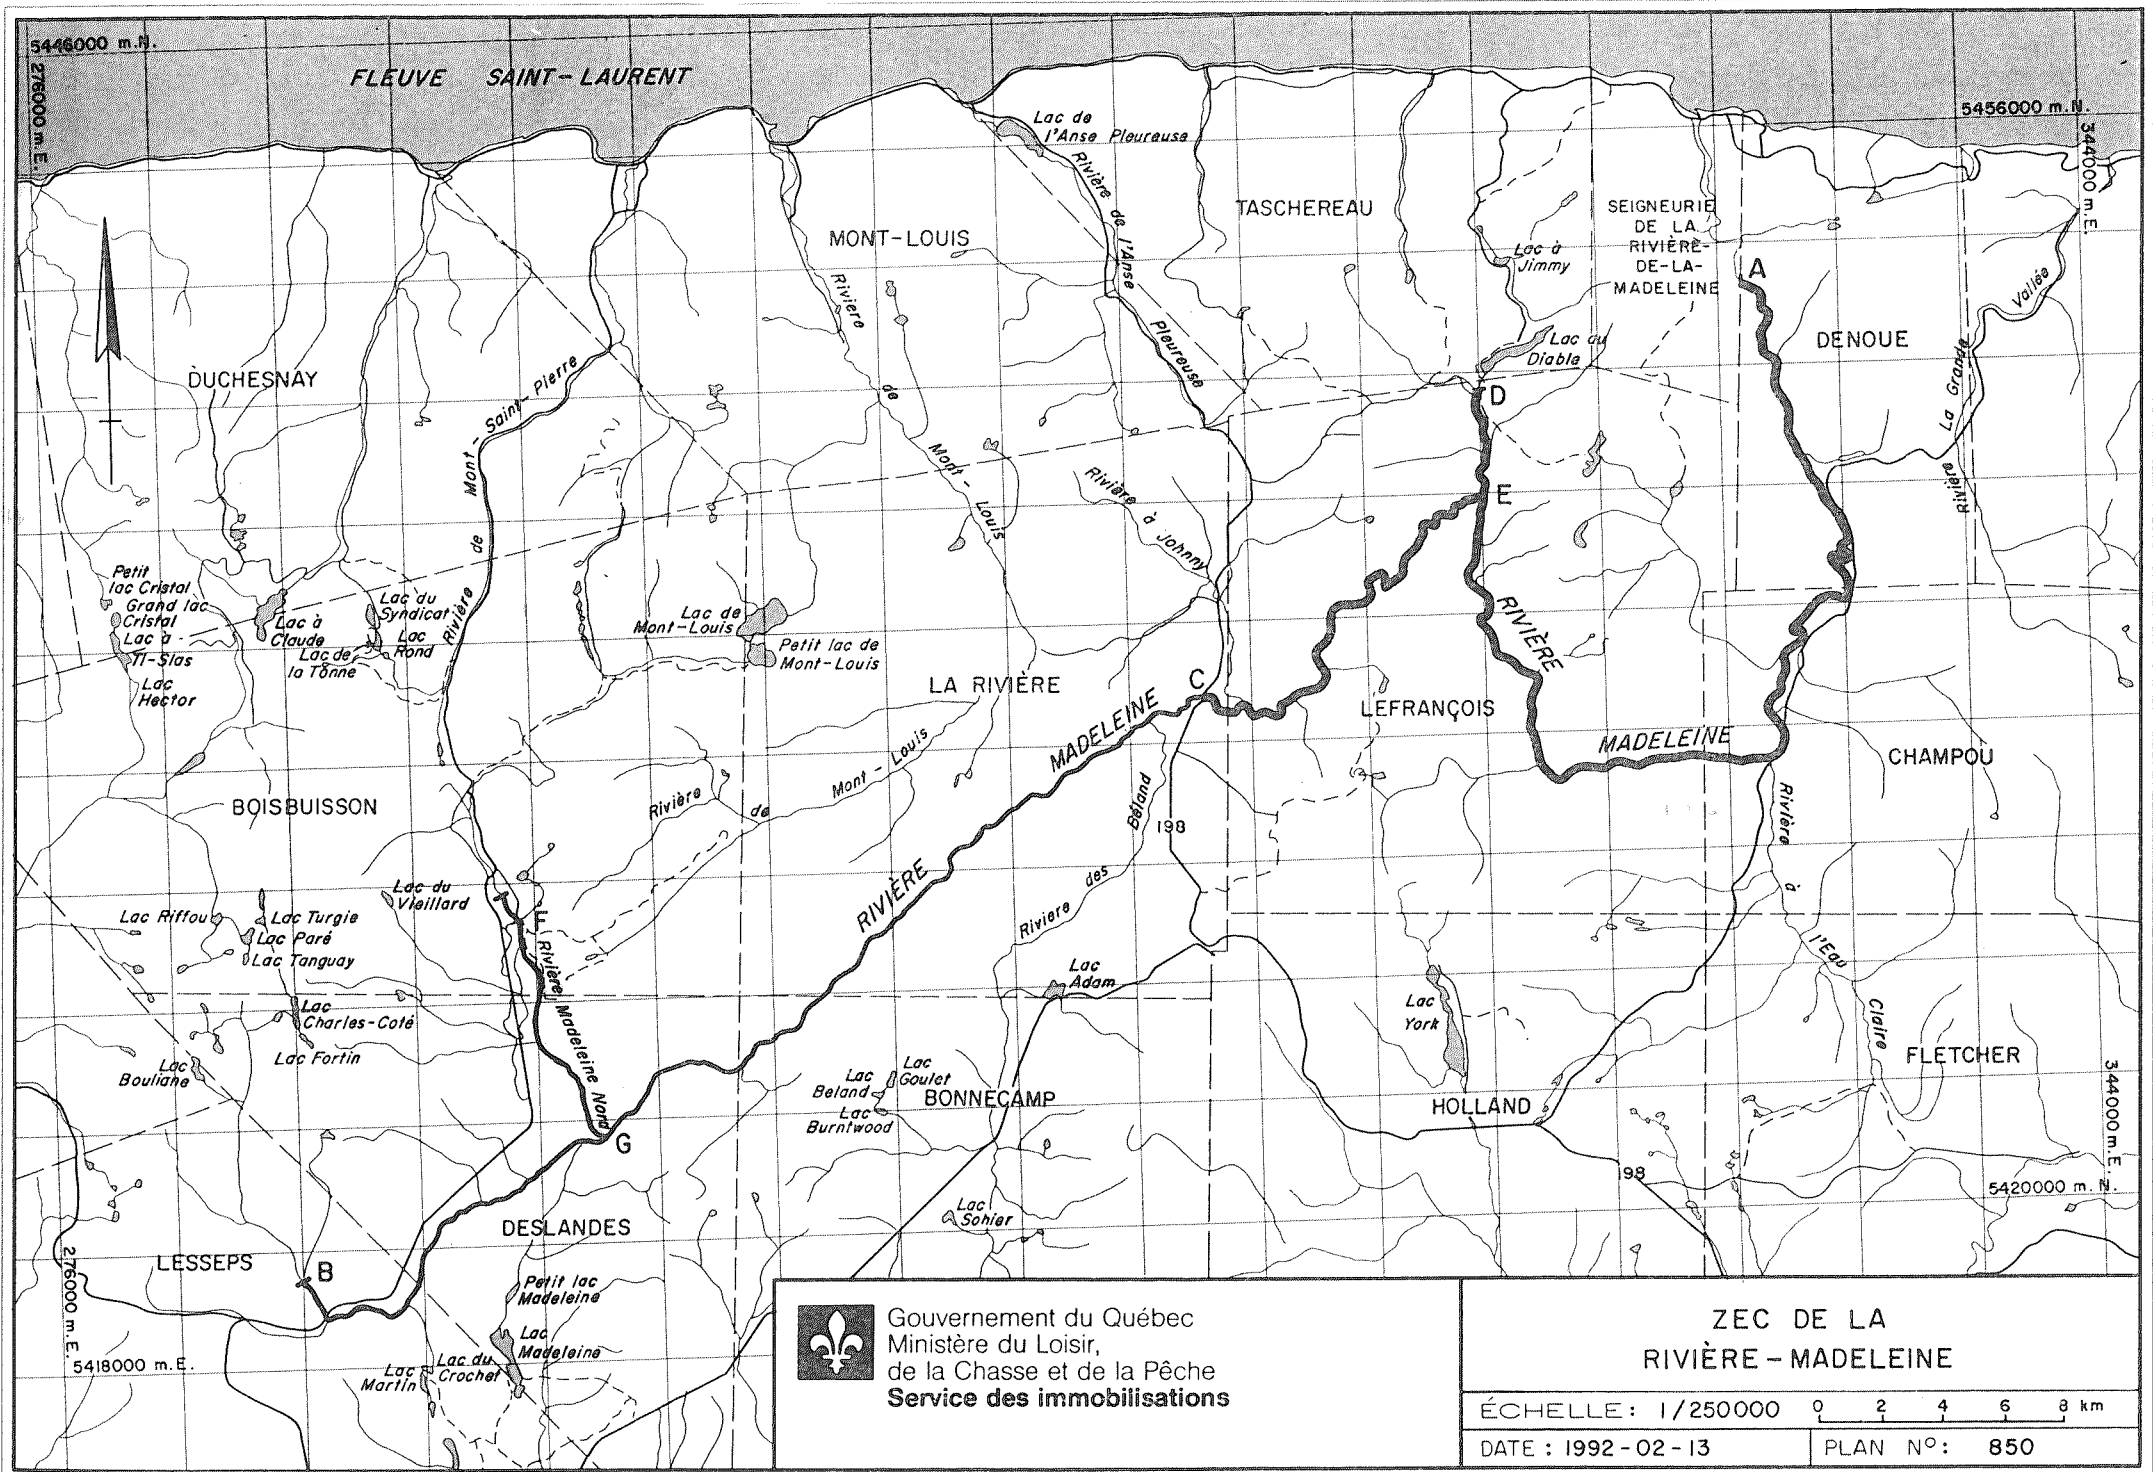 5446000 m.N.
276000 m.E.
FLEUVE SAINT-LAURENT
5456000 m.N.
344000 m.E.
Lac de
l'Anse Pleureuse
Rivière de l'Anse
Pleureuse
TASCHEREAU
SEIGNEURIE
DE LA
RIVIÈRE-
DE-LA-
MADELEINE
A
MONT-LOUIS
Lac à
Jimmy
Rivière
de
Mont-
Louis
DENOUE
La Grande
Vallée
Rivière
Lac du
Diable
D
DUCHESNAY
Rivière de Mont-Saint-Pierre
E
Rivière
à Johnny
Petit
lac Cristal
Grand lac
Cristal
Lac à
Ti-Slas
Lac
Hector
Lac à
Claude
Lac du
Syndicat
Lac
Rond
Lac de
la Tonne
Lac de
Mont-Louis
Petit lac de
Mont-Louis
RIVIÈRE
LA RIVIÈRE
C
LEFRANÇOIS
MADELEINE
MADELEINE
CHAMPOU
BOISBUISSON
Rivière de Mont-Louis
Béland
198
Rivière
à
l'Eau
Claire
RIVIÈRE
Rivière des
Lac du
Vieillard
Lac Riffou
Lac Turgie
Lac Paré
Lac Tanguay
F
Rivière Madeleine Nord
Lac
Adam
Lac
York
Lac
Charles-Coté
Lac Fortin
Lac
Bouliane
Lac
Goulet
Lac
Beland
Lac
Burntwood
BONNECAMP
HOLLAND
FLETCHER
344000 m.E.
G
198
5420000 m.N.
Lac
Sohier
DESLANDES
LESSEPS
B
276000 m.E.
5418000 m.E.
Petit lac
Madeleine
Lac
Madeleine
Lac du
Crochet
Lac
Martin
Gouvernement du Québec
Ministère du Loisir,
de la Chasse et de la Pêche
Service des immobilisations
ZEC DE LA
RIVIÈRE-MADELEINE
ÉCHELLE: 1/250000 0 2 4 6 8 km
DATE: 1992-02-13
PLAN Nº: 850